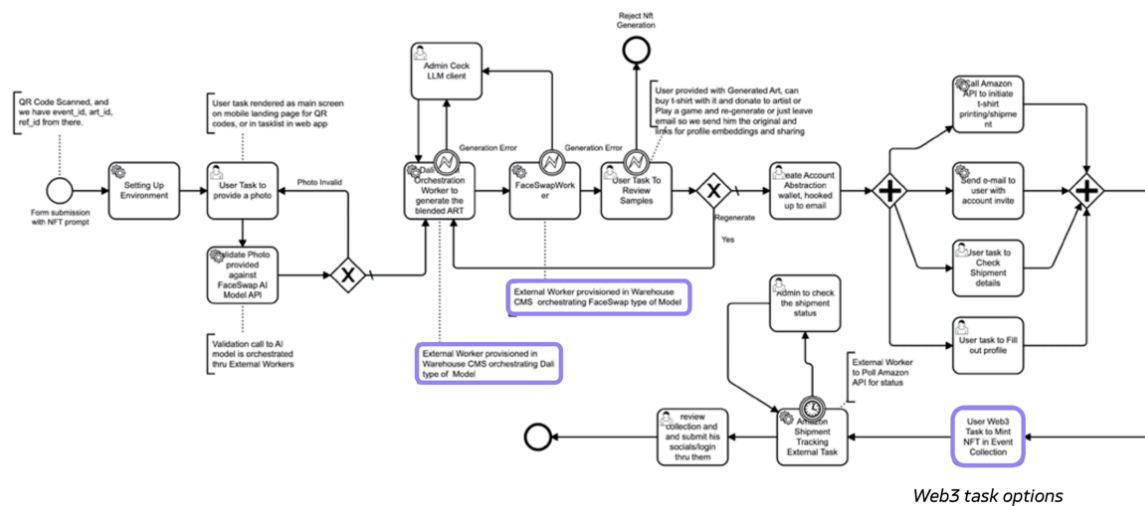 Reject Nft
Generation
Admin Ceck
LLM client
QR Code Scanned, and
we have event_id, art_id,
ref_id from there.
User task rendered as main screen
on mobile landing page for QR
codes, or in tasklist in web app
User provided with Generated Art, can
buy t-shirt with it and donate to artist or
Play a game and re-generate or just leave
email so we send him the original and
links for profile embeddings and sharing
Call Amazon
API to initiate
t-shirt
printing/shipme
nt
Generation Error
Generation Error
Setting Up
Environment
User Task to
provide a photo
Photo Invalid
Dali
Orchestration
Worker to
generate the
blended ART
FaceSwapWork
er
User Task To
Review
Samples
Create Account
Abstraction
wallet, hooked
up to email
Send e-mail to
user with
account invite
Form submission
with NFT prompt
Regenerate
Yes
Validate Photo
provided
against
FaceSwap AI
Model API
User task to
Check
Shipment
details
External Worker provisioned in Warehouse
CMS orchestrating FaceSwap type of Model
Admin to check
the shipment
status
User task to Fill
out profile
Validation call to AI
model is orchestrated
thru External Workers
External Worker provisioned in
Warehouse CMS orchestrating Dali
type of Model
External Worker
to Poll Amazon
API for status
review
collection and
and submit his
socials/login
thru them
Amazon
Shipment
Tracking
External Task
User Web3
Task to Mint
NFT in Event
Collection
Web3 task options